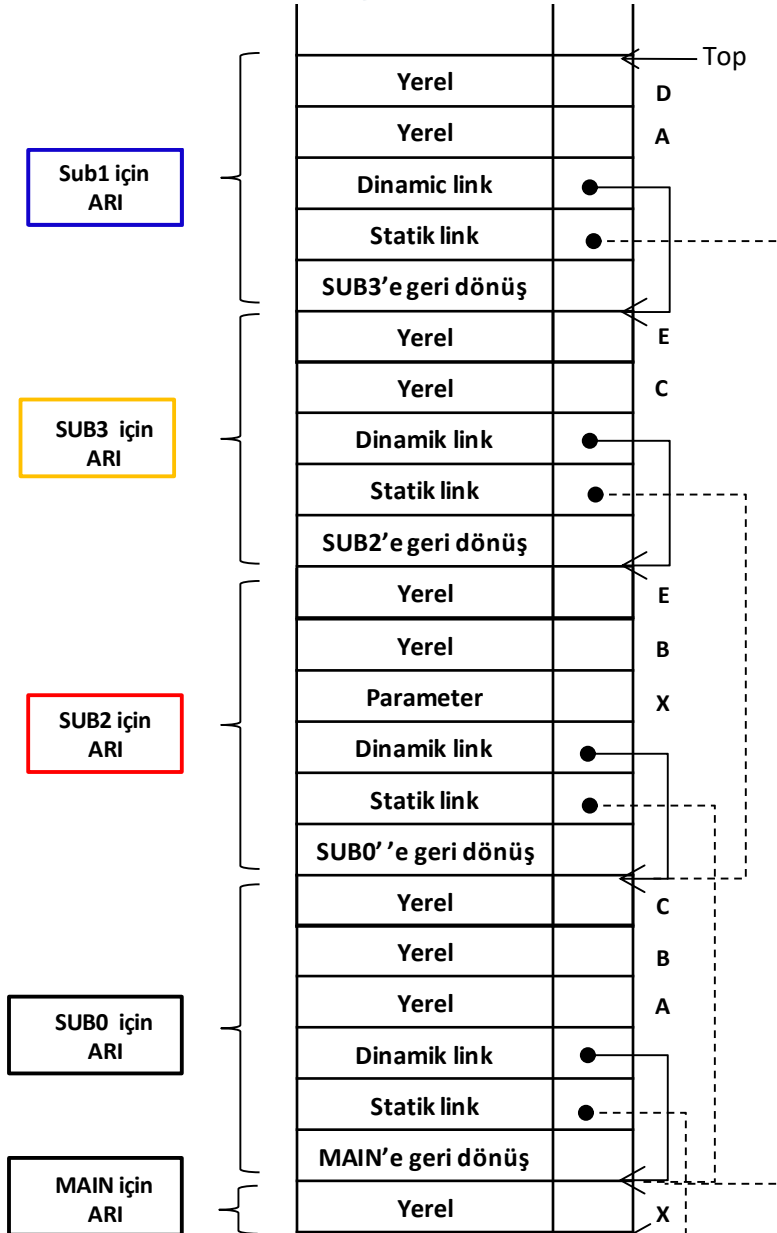 Top
Yerel
D
Yerel
A
Sub1 için
ARI
Dinamic link
Statik link
SUB3’e geri dönüş
Yerel
E
Yerel
C
SUB3 için
ARI
Dinamik link
Statik link
SUB2’e geri dönüş
Yerel
E
Yerel
B
Parameter
X
SUB2 için
ARI
Dinamik link
Statik link
SUB0’ ’e geri dönüş
Yerel
C
Yerel
B
Yerel
A
SUB0 için
ARI
Dinamik link
Statik link
MAIN’e geri dönüş
MAIN için
ARI
Yerel
X